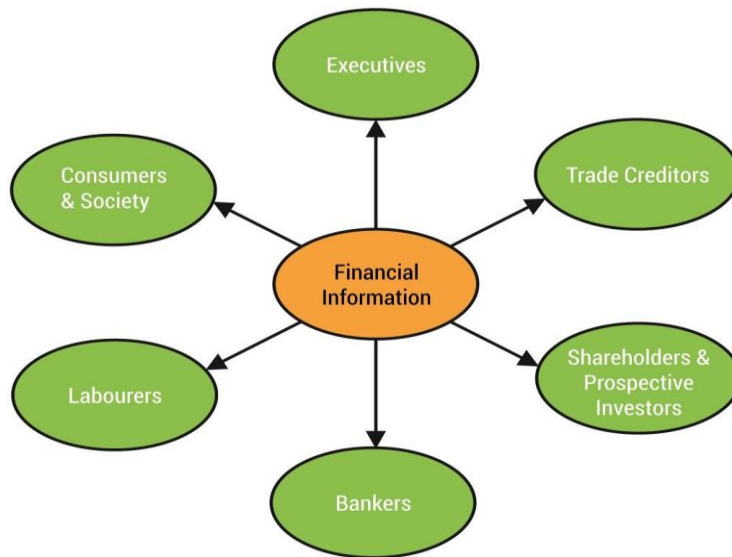 Executives
Consumers
& Society
Trade Creditors
Financial
Information
Labourers
Shareholders &
Prospective
Investors
Bankers